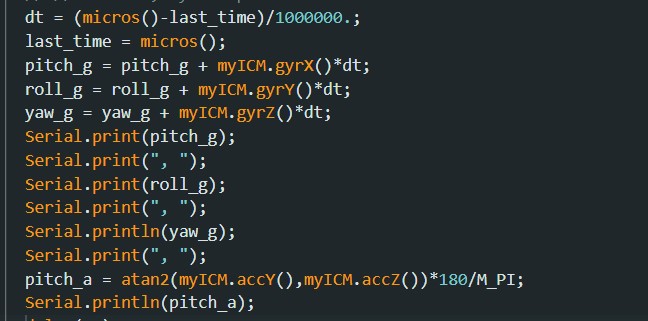 dt = (micros()-last_time)/1000000.;
last_time = micros();
pitch_g = pitch_g + myICM.gyrX()*dt;
roll_g = roll_g + myICM.gyrY()*dt;
yaw_g = yaw_g + myICM.gyrZ()*dt;
Serial.print(pitch_g);
Serial.print(", ");
Serial.print(roll_g);
Serial.print(", ");
Serial.println(yaw_g);
Serial.print(", ");
pitch_a = atan2(myICM.accY(),myICM.accZ())*180/M_PI;
Serial.println(pitch_a);